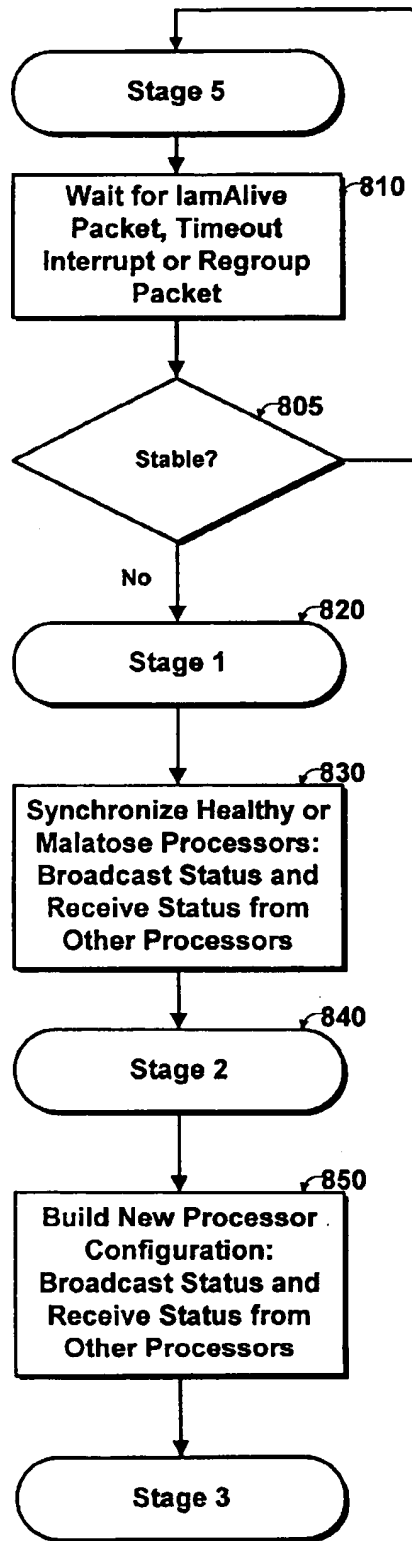 Stage 5
810
Wait for IamAlive
Packet, Timeout
Interrupt or Regroup
Packet
805
Stable?
No
820
Stage 1
830
Synchronize Healthy or
Malatose Processors:
Broadcast Status and
Receive Status from
Other Processors
840
Stage 2
850
Build New Processor
Configuration:
Broadcast Status and
Receive Status from
Other Processors
Stage 3